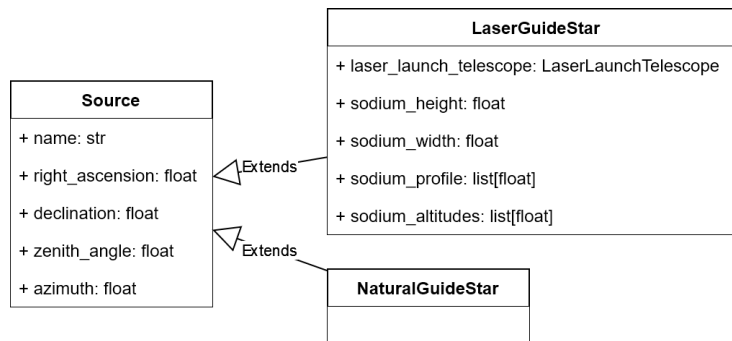 Source
+ name: str
+ right_ascension: float
+ declination: float
+ zenith_angle: float
+ azimuth: float
Extends
Extends
LaserGuideStar
+ laser_launch_telescope: LaserLaunchTelescope
+ sodium_height: float
+ sodium_width: float
+ sodium_profile: list[float]
+ sodium_altitudes: list[float]
NaturalGuideStar